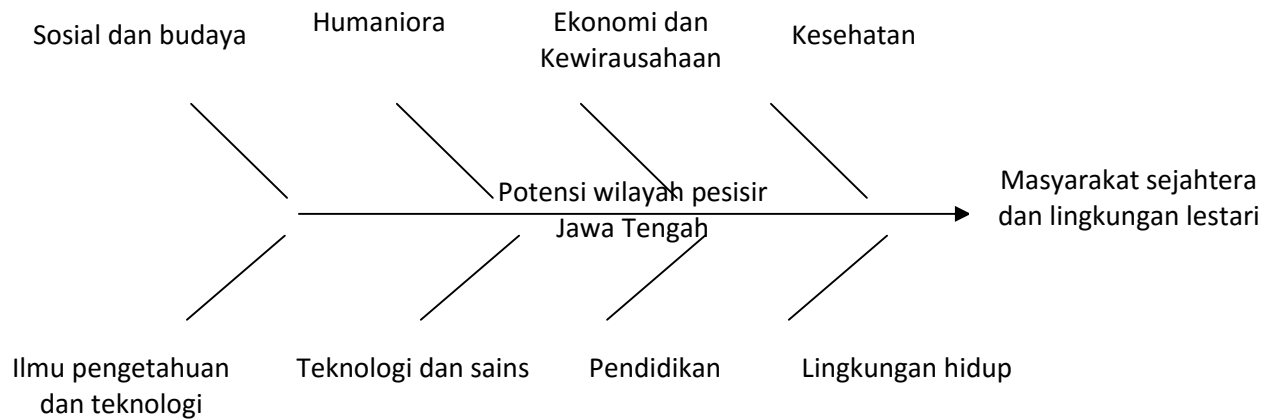 Sosial dan budaya
Humaniora
Ekonomi dan
Kewirausahaan
Kesehatan
Potensi wilayah pesisir
Jawa Tengah
Masyarakat sejahtera
dan lingkungan lestari
Ilmu pengetahuan
dan teknologi
Teknologi dan sains
Pendidikan
Lingkungan hidup